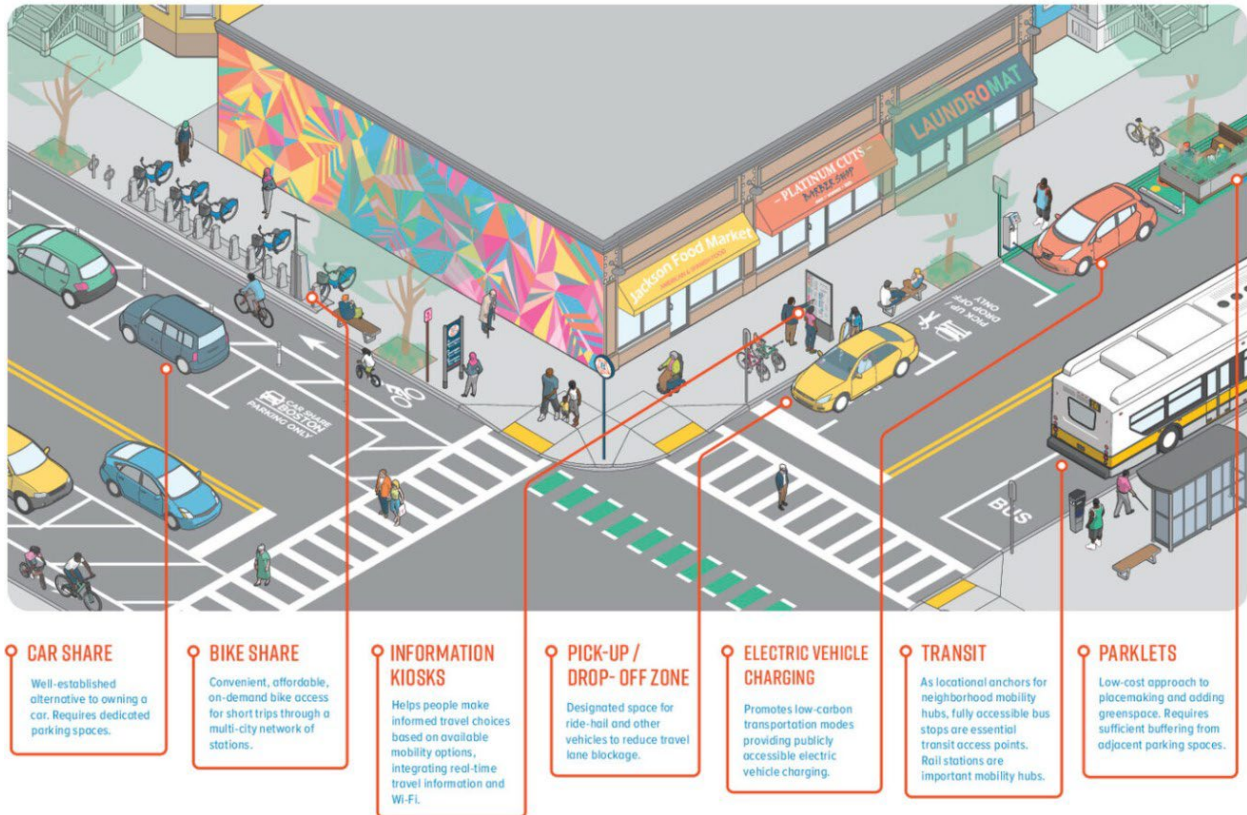 LAUNDROMAT
PLATINUM CUTS
BARBER SHOP
Jackson Food Market
PICK UP /
DROP OFF
ONLY
CAR SHARE
BOSTON
PARKING ONLY
BUS
CAR SHARE
Well-established
alternative to owning a
car. Requires dedicated
parking spaces.
BIKE SHARE
Convenient, affordable,
on-demand bike access
for short trips through a
multi-city network of
stations.
INFORMATION
KIOSKS
Helps people make
informed travel choices
based on available
mobility options,
integrating real-time
travel information and
Wi-Fi.
PICK-UP /
DROP- OFF ZONE
Designated space for
ride-hail and other
vehicles to reduce travel
lane blockage.
ELECTRIC VEHICLE
CHARGING
Promotes low-carbon
transportation modes
providing publicly
accessible electric
vehicle charging.
TRANSIT
As locational anchors for
neighborhood mobility
hubs, fully accessible bus
stops are essential
transit access points.
Rail stations are
important mobility hubs.
PARKLETS
Low-cost approach to
placemaking and adding
greenspace. Requires
sufficient buffering from
adjacent parking spaces.